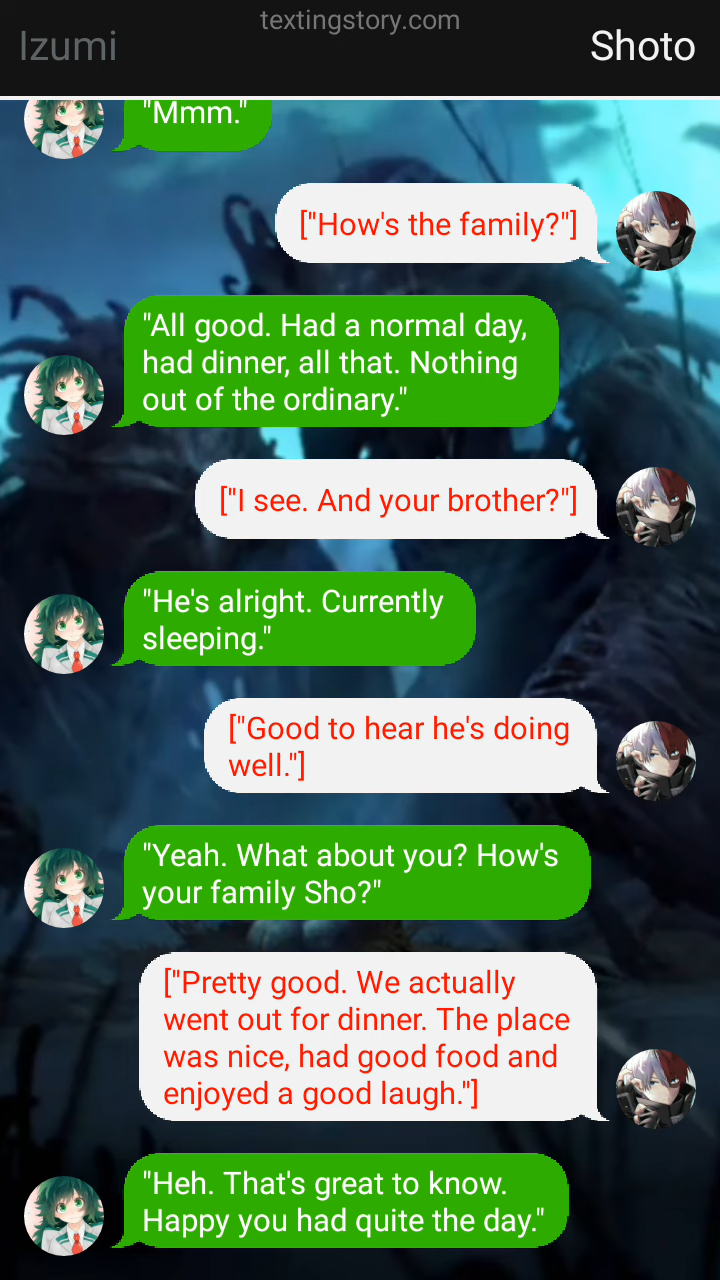 textingstory.com
Izumi
Shoto
"Mmm."
["How's the family?"]
"All good. Had a normal day,
had dinner, all that. Nothing
out of the ordinary."
["I see. And your brother?"]
"He's alright. Currently
sleeping."
["Good to hear he's doing
well."]
"Yeah. What about you? How's
your family Sho?"
["Pretty good. We actually
went out for dinner. The place
was nice, had good food and
enjoyed a good laugh."]
"Heh. That's great to know.
Happy you had quite the day."